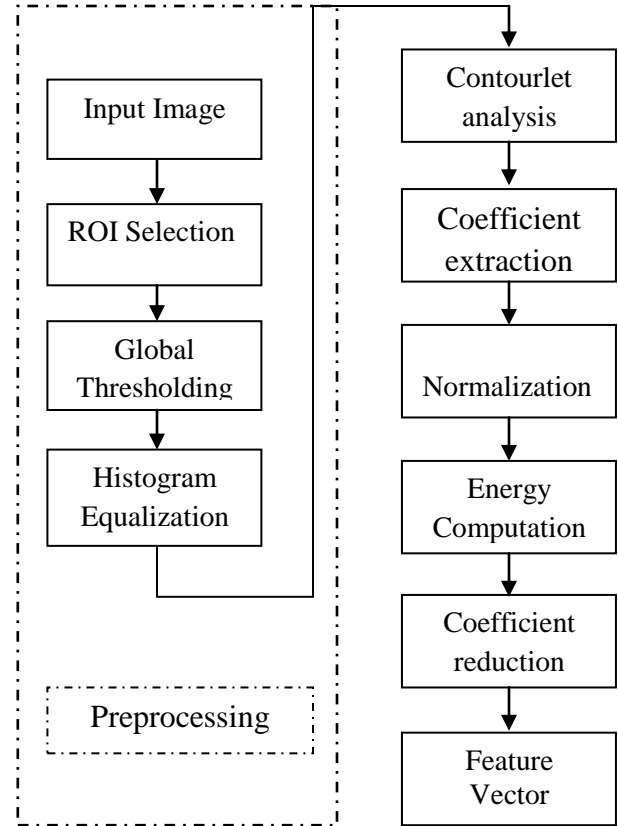 Input Image
ROI Selection
Global
Thresholding
Histogram
Equalization
Preprocessing
Contourlet
analysis
Coefficient
extraction
Normalization
Energy
Computation
Coefficient
reduction
Feature
Vector